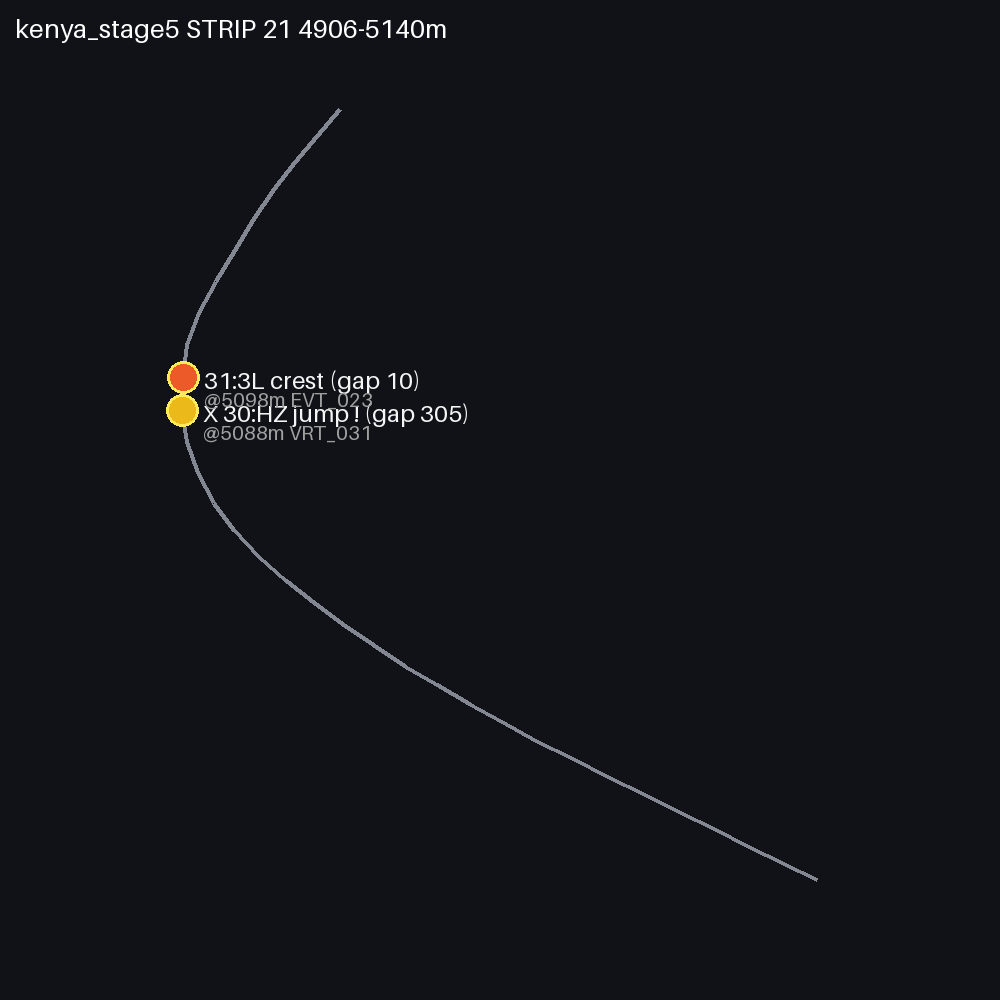 kenya_stage5 STRIP 21 4906-5140m
31:3L crest (gap 10)
@5098m EVT_023
X 30:HZ jump ! (gap 305)
@5088m VRT_031